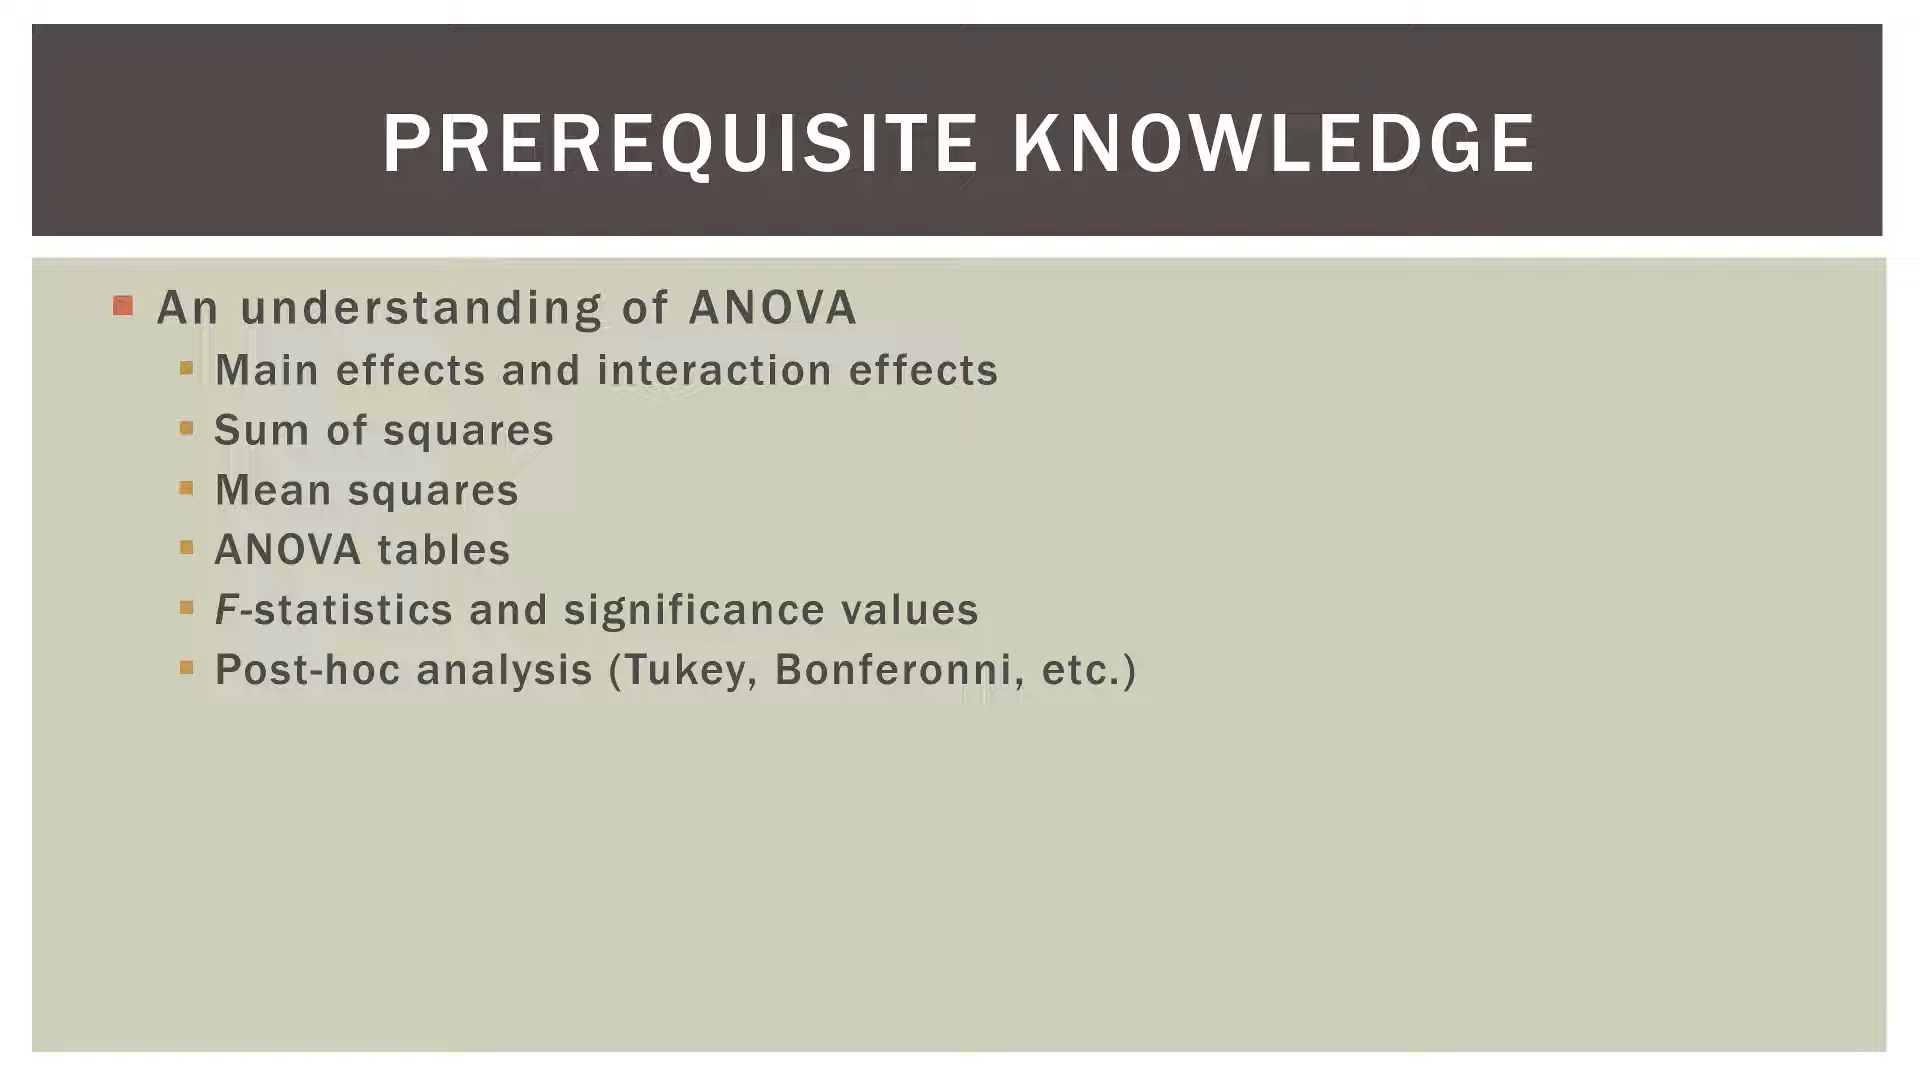 PREREQUISITE KNOWLEDGE
An understanding of ANOVA
Main effects and interaction effects
Sum of squares
Mean squares
ANOVA tables
F-statistics and significance values
Post-hoc analysis (Tukey, Bonferonni, etc.)